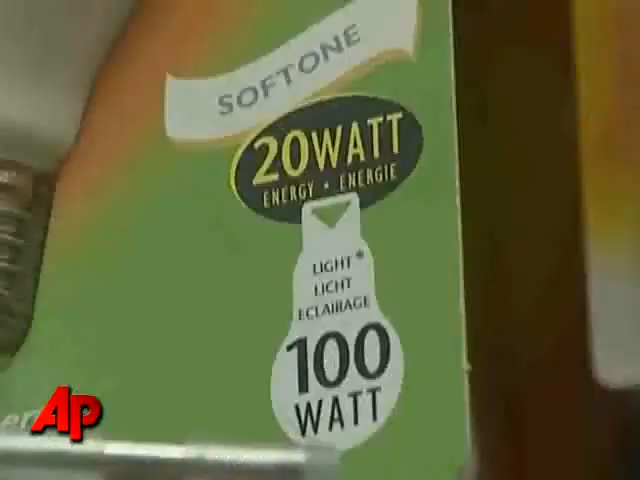 SOFTONE
20WATT
ENERGY • ENERGIE
LIGHT*
LICHT
ECLAIRAGE
100
WATT
AP